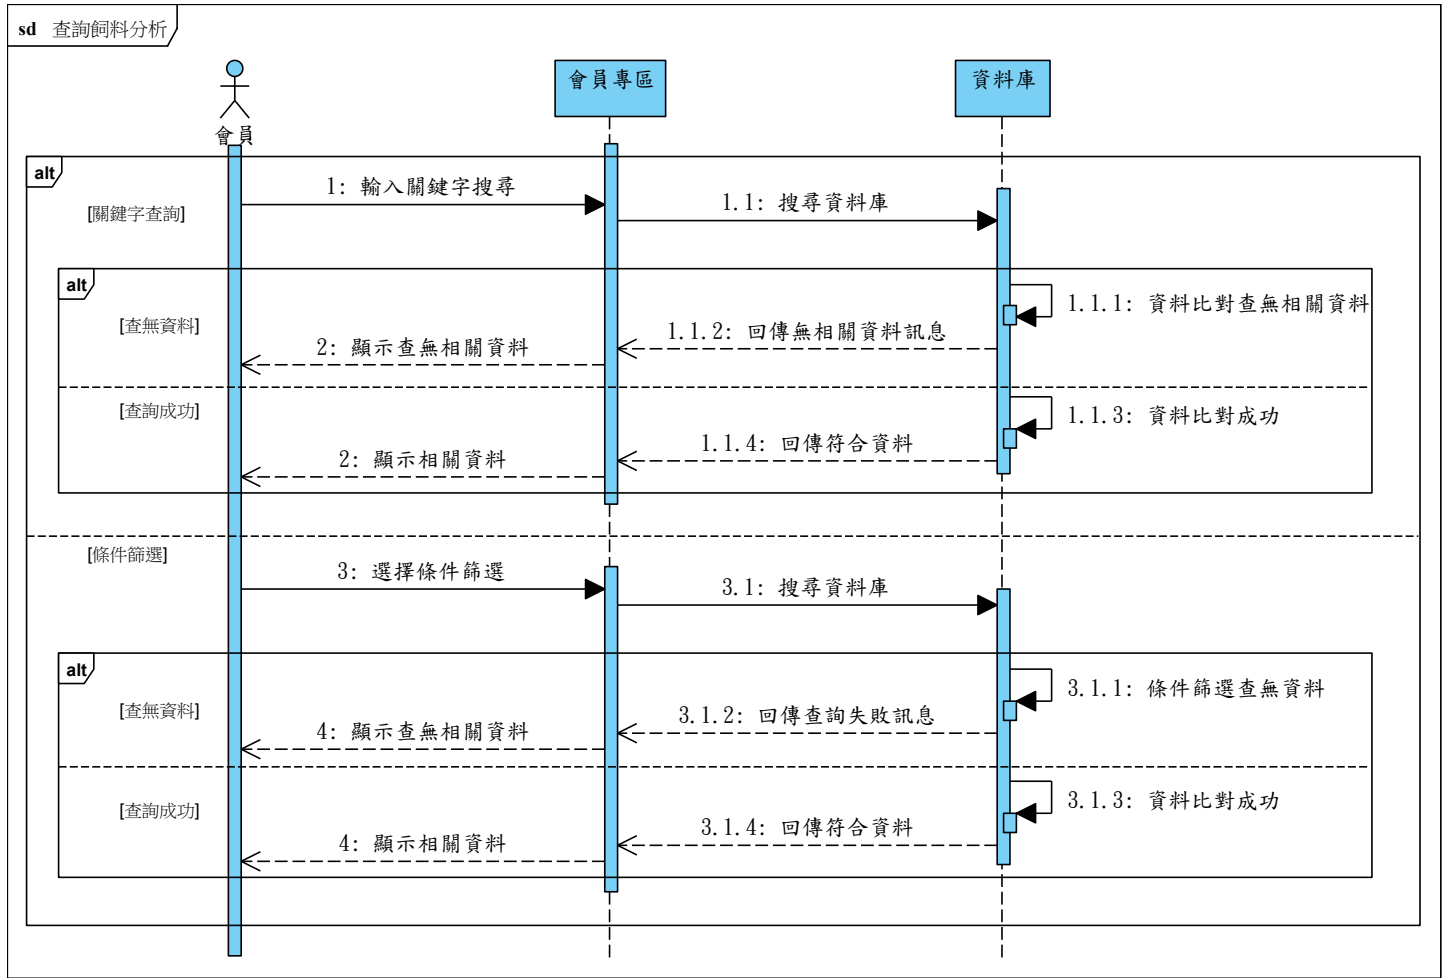 sd 查詢飼料分析
會員
會員專區
資料庫
alt
[關鍵字查詢]
1: 輸入關鍵字搜尋
1.1: 搜尋資料庫
alt
[查無資料]
1.1.1: 資料比對查無相關資料
1.1.2: 回傳無相關資料訊息
2: 顯示查無相關資料
[查詢成功]
1.1.3: 資料比對成功
1.1.4: 回傳符合資料
2: 顯示相關資料
[條件篩選]
3: 選擇條件篩選
3.1: 搜尋資料庫
alt
[查無資料]
3.1.1: 條件篩選查無資料
3.1.2: 回傳查詢失敗訊息
4: 顯示查無相關資料
[查詢成功]
3.1.3: 資料比對成功
3.1.4: 回傳符合資料
4: 顯示相關資料